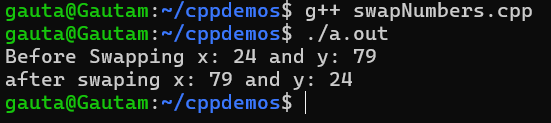 gauta@Gautam:~/cppdemos$ g++ swapNumbers.cpp
gauta@Gautam:~/cppdemos$ ./a.out
Before Swapping x: 24 and y: 79
after swaping x: 79 and y: 24
gauta@Gautam:~/cppdemos$